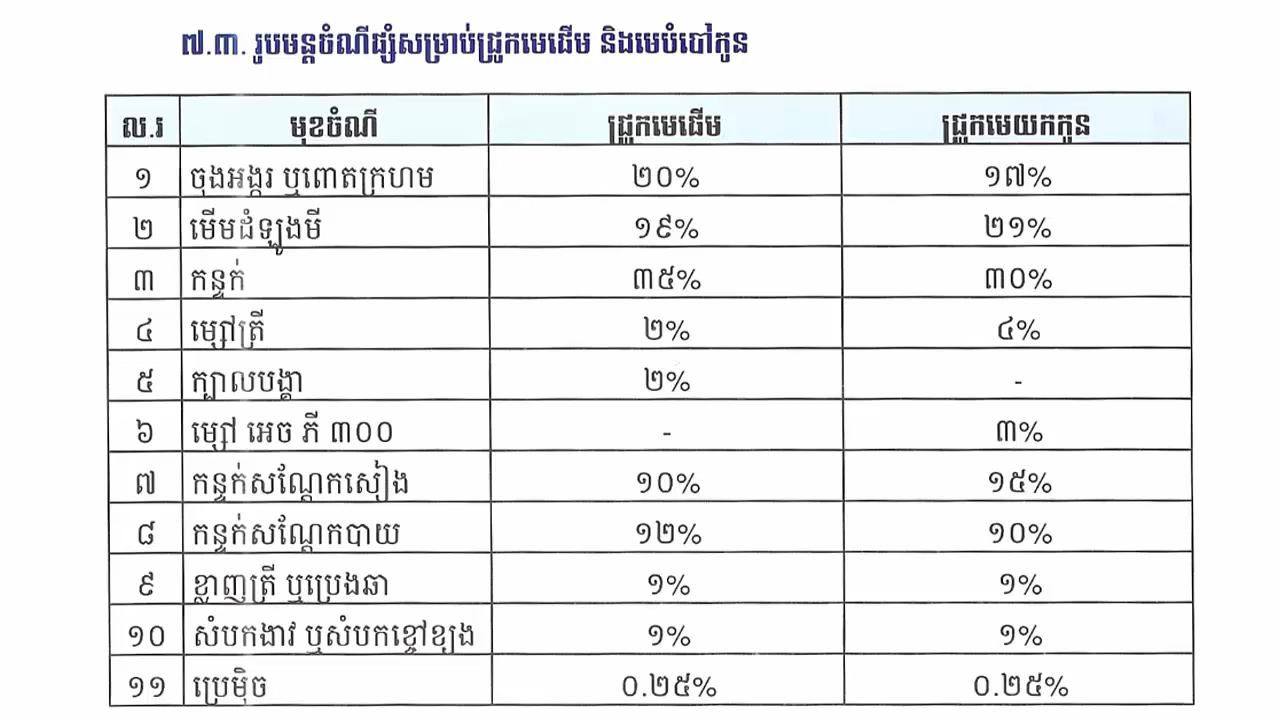 ៧.៣. រូបមន្តចំណីផ្សំសម្រាប់ជ្រូកមេដើម និងមេបំបៅកូន
ល.រ មុខចំណី ជ្រូកមេដើម ជ្រូកមេយកកូន
១ ចុងអង្ករ ឬពោតក្រហម ២០% ១៧%
២ មើមដំឡូងមី ១៩% ២១%
៣ កន្ទក់ ៣៥% ៣០%
៤ ម្សៅត្រី ២% ៤%
៥ ក្បាលបង្គា ២% -
៦ ម្សៅ អេច ភី ៣០០ - ៣%
៧ កន្ទក់សណ្តែកសៀង ១០% ១៥%
៨ កន្ទក់សណ្តែកបាយ ១២% ១០%
៩ ខ្លាញត្រី ឬប្រេងឆា ១% ១%
១០ សំបកងាវ ឬសំបកខ្ចៅខ្យង ១% ១%
១១ ប្រេម៉ិច ០.២៥% ០.២៥%